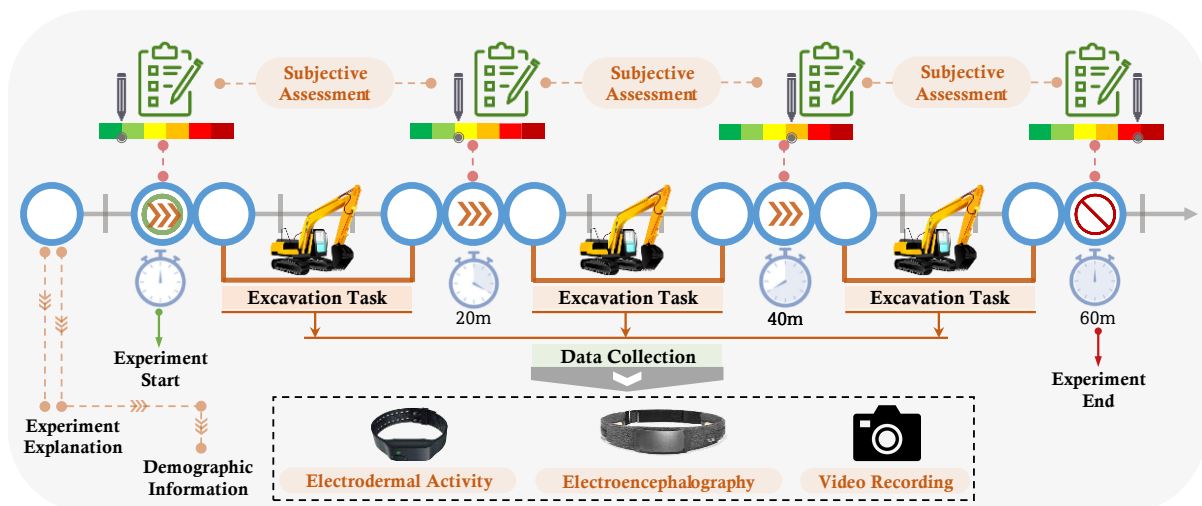 Subjective
Assessment
Subjective
Assessment
Subjective
Assessment
Excavation Task
Excavation Task
Excavation Task
20m
40m
60m
Experiment
Start
Data Collection
Experiment
End
Experiment
Explanation
Demographic
Information
Electrodermal Activity
Electroencephalography
Video Recording